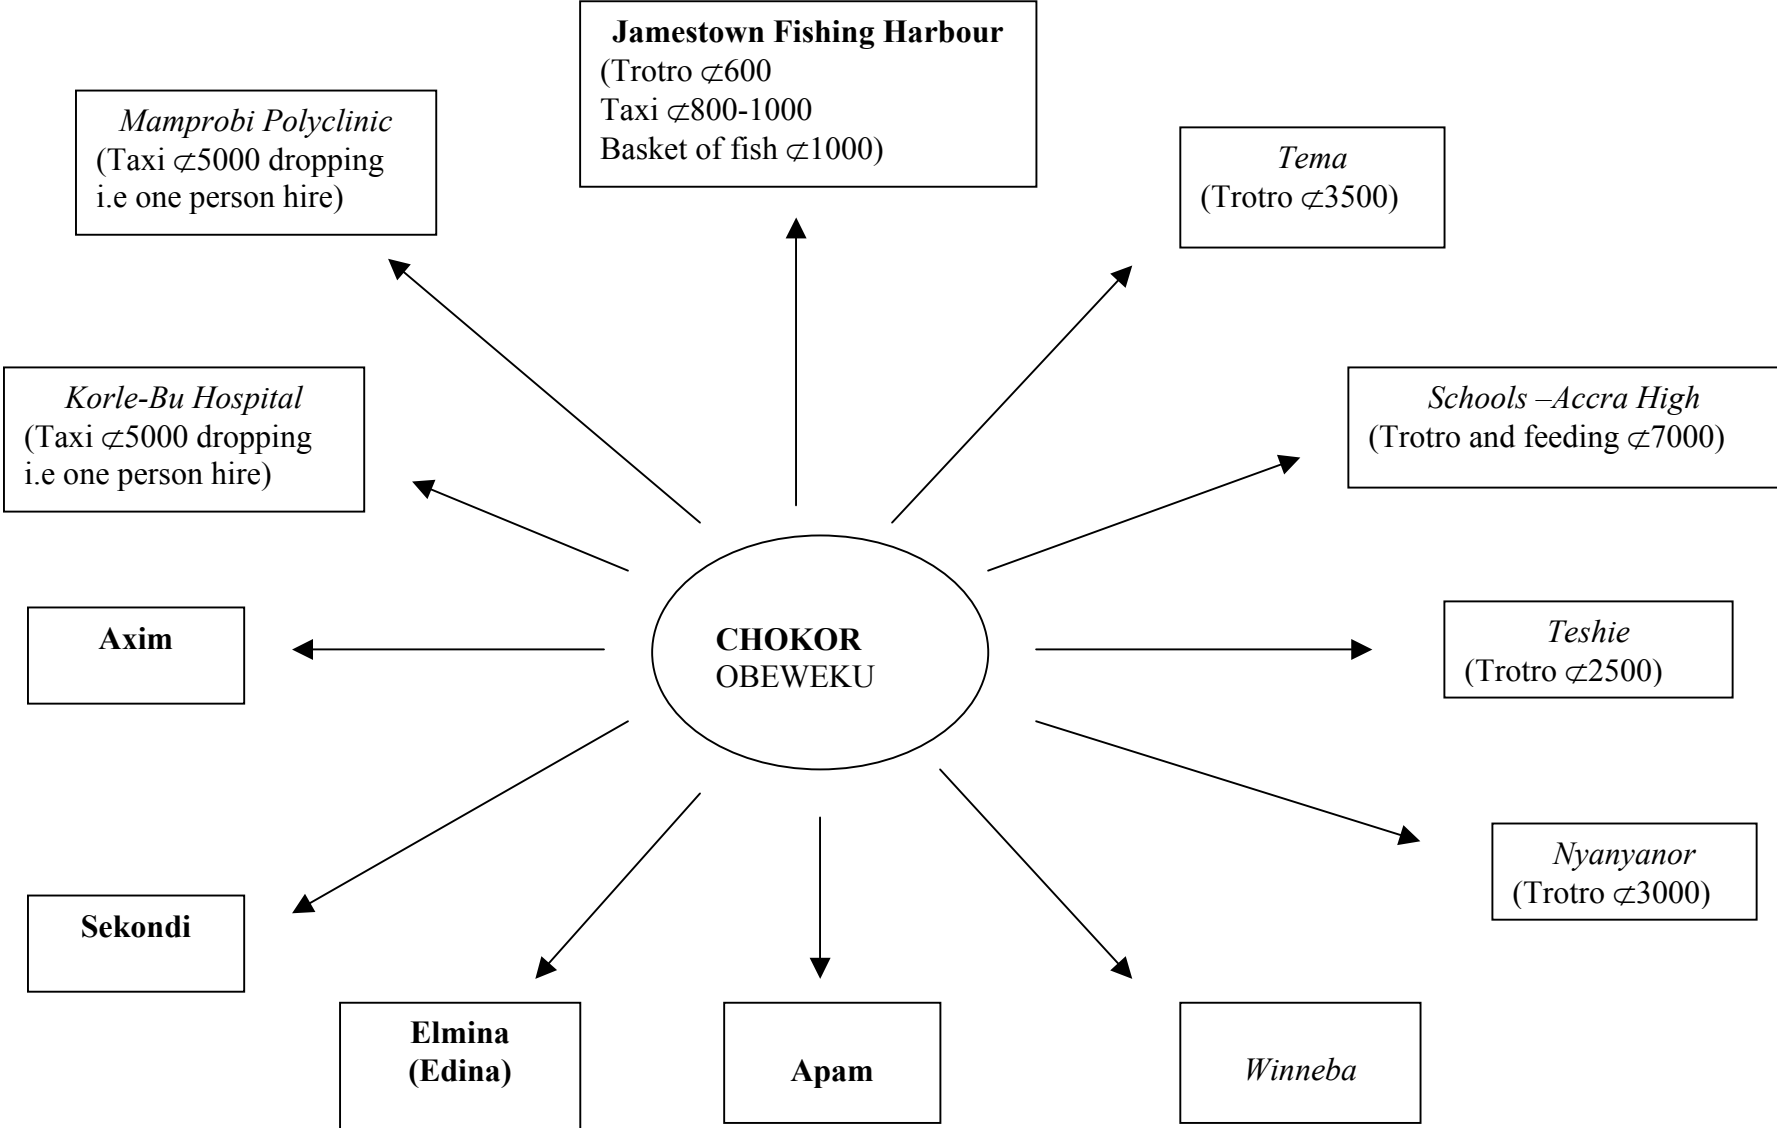 Jamestown Fishing Harbour
(Trotro ⊄600
Taxi ⊄800-1000
Basket of fish ⊄1000)
Mamprobi Polyclinic
(Taxi ⊄5000 dropping
i.e one person hire)
Tema
(Trotro ⊄3500)
Korle-Bu Hospital
(Taxi ⊄5000 dropping
i.e one person hire)
Schools –Accra High
(Trotro and feeding ⊄7000)
Axim
CHOKOR
OBEWEKU
Teshie
(Trotro ⊄2500)
Nyanyanor
(Trotro ⊄3000)
Sekondi
Elmina
(Edina)
Apam
Winneba